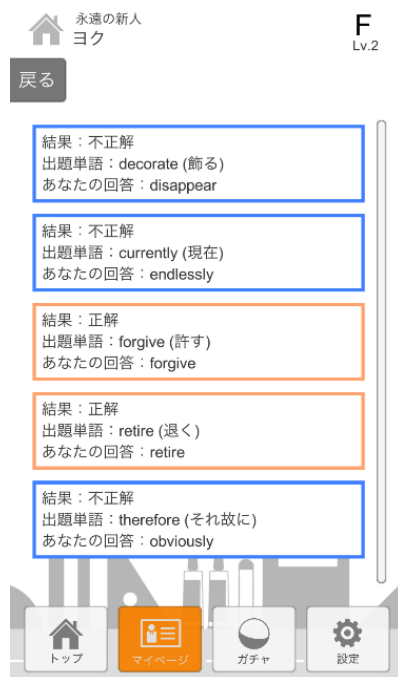 永遠の新人
ヨク
F
Lv.2
戻る
結果：不正解
出題単語：decorate (飾る)
あなたの回答：disappear
結果：不正解
出題単語：currently (現在)
あなたの回答：endlessly
結果：正解
出題単語：forgive (許す)
あなたの回答：forgive
結果：正解
出題単語：retire (退く)
あなたの回答：retire
結果：不正解
出題単語：therefore (それ故に)
あなたの回答：obviously
トップ
マイページ
ガチャ
設定